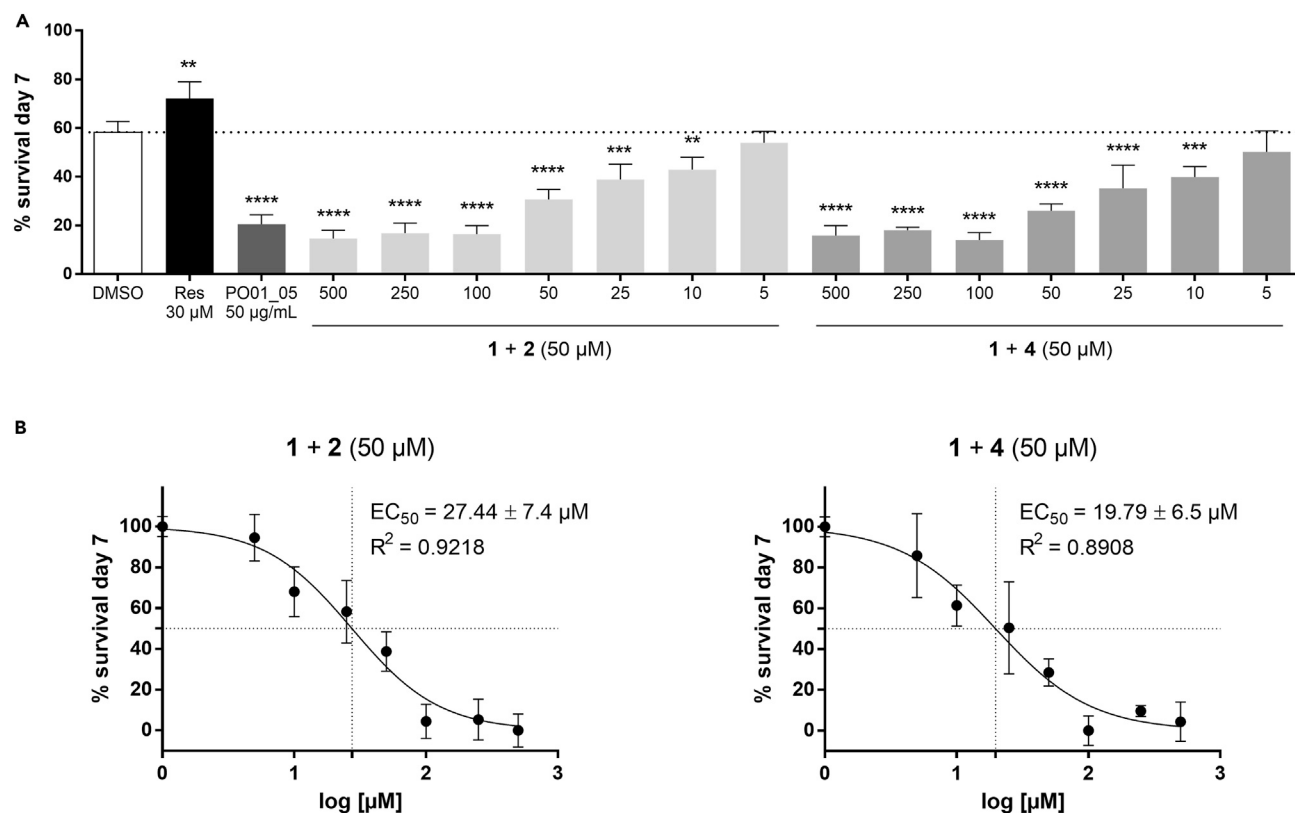 A
% survival day 7
100
80
60
40
20
0
**
****
****
****
****
****
***
**
****
****
****
****
****
***
DMSO
Res
30 µM
PO01_05
50 µg/mL
500 250 100 50 25 10 5
500 250 100 50 25 10 5
1 + 2 (50 µM)
1 + 4 (50 µM)
B
1 + 2 (50 µM)
EC50 = 27.44 ± 7.4 µM
R2 = 0.9218
% survival day 7
100
80
60
40
20
0
0 1 2 3
log [µM]
1 + 4 (50 µM)
EC50 = 19.79 ± 6.5 µM
R2 = 0.8908
% survival day 7
100
80
60
40
20
0
0 1 2 3
log [µM]